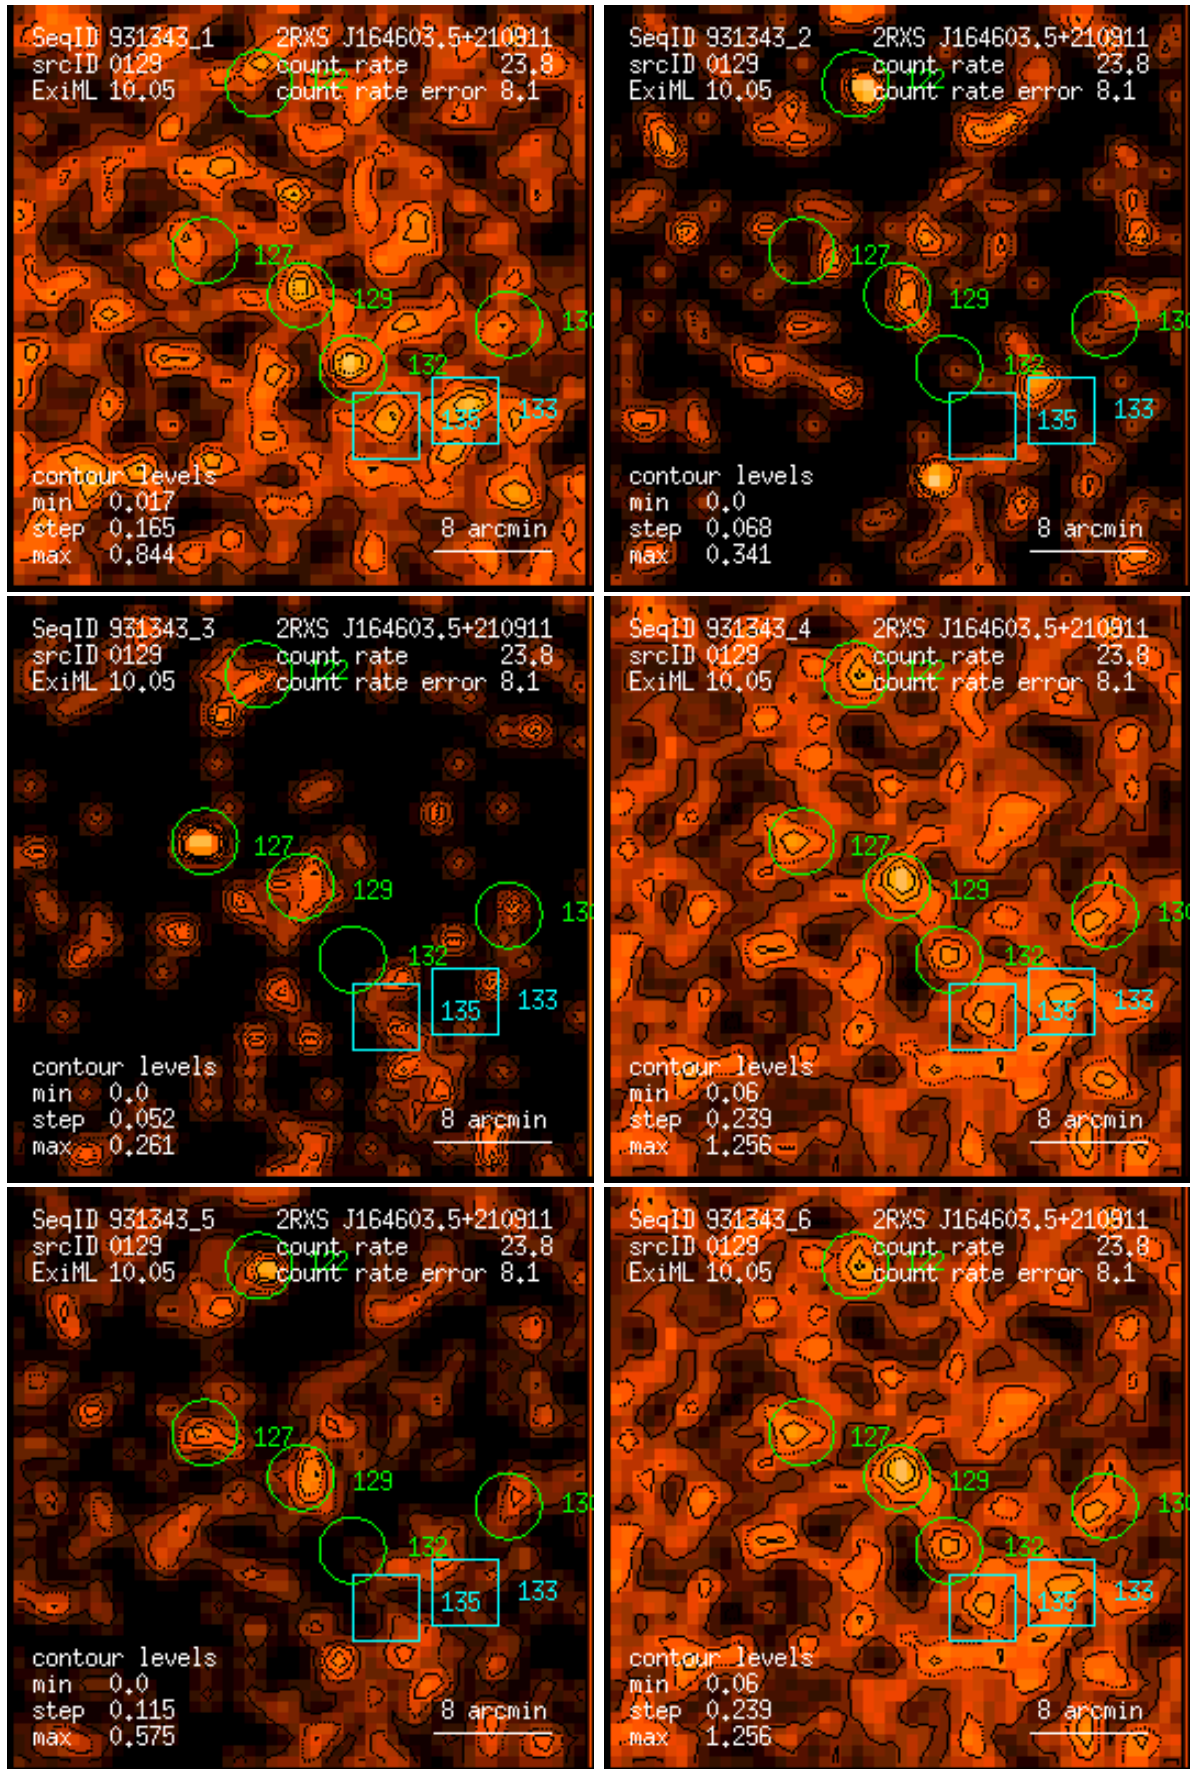 SeqID 931343_1 2RXS J164603.5+210911
srcID 0129 count rate 23.8
ExiML 10.05 count rate error 8.1
122
127
129
130
132
133
135
contour levels
min 0.017
step 0.165 8 arcmin
max 0.844
SeqID 931343_2 2RXS J164603.5+210911
srcID 0129 count rate 23.8
ExiML 10.05 count rate error 8.1
122
127
129
130
132
133
135
contour levels
min 0.0
step 0.068 8 arcmin
max 0.341
SeqID 931343_3 2RXS J164603.5+210911
srcID 0129 count rate 23.8
ExiML 10.05 count rate error 8.1
122
127
129
130
132
133
135
contour levels
min 0.0
step 0.052 8 arcmin
max 0.261
SeqID 931343_4 2RXS J164603.5+210911
srcID 0129 count rate 23.8
ExiML 10.05 count rate error 8.1
122
127
129
130
132
133
135
contour levels
min 0.06
step 0.239 8 arcmin
max 1.256
SeqID 931343_5 2RXS J164603.5+210911
srcID 0129 count rate 23.8
ExiML 10.05 count rate error 8.1
122
127
129
130
132
133
135
contour levels
min 0.0
step 0.115 8 arcmin
max 0.575
SeqID 931343_6 2RXS J164603.5+210911
srcID 0129 count rate 23.8
ExiML 10.05 count rate error 8.1
122
127
129
130
132
133
135
contour levels
min 0.06
step 0.239 8 arcmin
max 1.256